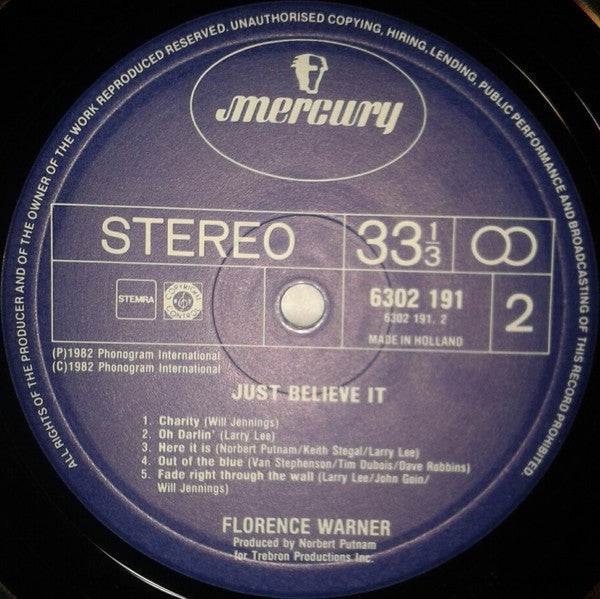 ALL RIGHTS OF THE PRODUCER AND OF THE OWNER OF THE WORK REPRODUCED RESERVED. UNAUTHORISED COPYING, HIRING, LENDING, PUBLIC PERFORMANCE AND BROADCASTING OF THIS RECORD PROHIBITED.
mercury
STEREO
33 1/3
STEMRA
COPYRIGHT CONTROL
6302 191
6302 191. 2
MADE IN HOLLAND
2
(P)1982 Phonogram International
(C)1982 Phonogram International
JUST BELIEVE IT
1. Charity (Will Jennings)
2. Oh Darlin' (Larry Lee)
3. Here it is (Norbert Putnam/Keith Stegal/Larry Lee)
4. Out of the blue (Van Stephenson/Tim Dubois/Dave Robbins)
5. Fade right through the wall (Larry Lee/John Goin/
Will Jennings)
FLORENCE WARNER
Produced by Norbert Putnam
for Trebron Productions Inc.